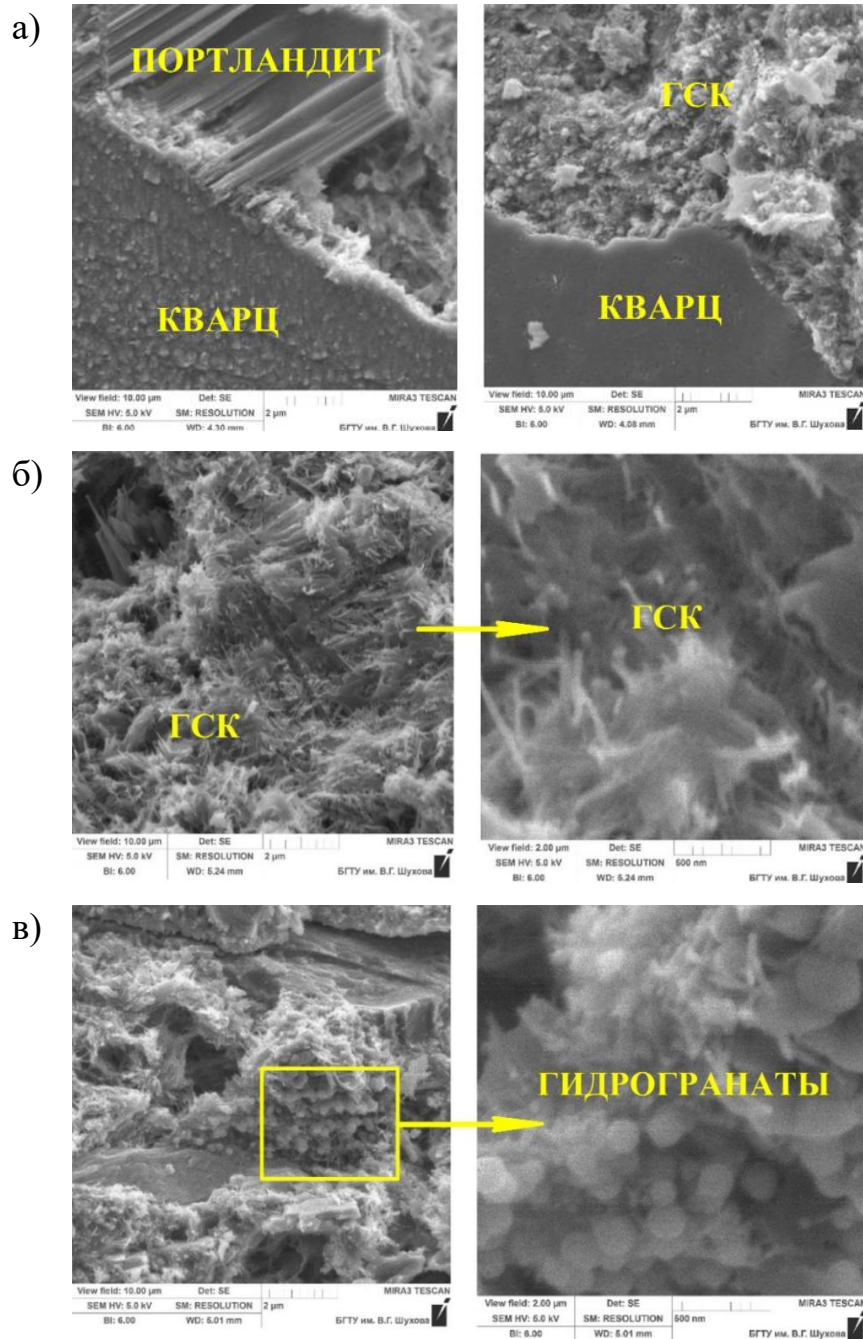 а)
ПОРТЛАНДИТ
КВАРЦ
View field: 10.00 µm Det: SE MIRA3 TESCAN
SEM HV: 5.0 kV SM: RESOLUTION 2 µm
BI: 6.00 WD: 4.30 mm БГТУ им. В.Г. Шухова
ГСК
КВАРЦ
View field: 10.00 µm Det: SE MIRA3 TESCAN
SEM HV: 5.0 kV SM: RESOLUTION 2 µm
BI: 6.00 WD: 4.08 mm БГТУ им. В.Г. Шухова
б)
ГСК
View field: 10.00 µm Det: SE MIRA3 TESCAN
SEM HV: 5.0 kV SM: RESOLUTION 2 µm
BI: 6.00 WD: 5.24 mm БГТУ им. В.Г. Шухова
ГСК
View field: 2.00 µm Det: SE MIRA3 TESCAN
SEM HV: 5.0 kV SM: RESOLUTION 500 nm
BI: 6.00 WD: 5.24 mm БГТУ им. В.Г. Шухова
в)
View field: 10.00 µm Det: SE MIRA3 TESCAN
SEM HV: 5.0 kV SM: RESOLUTION 2 µm
BI: 6.00 WD: 5.01 mm БГТУ им. В.Г. Шухова
ГИДРОГРАНАТЫ
View field: 2.00 µm Det: SE MIRA3 TESCAN
SEM HV: 5.0 kV SM: RESOLUTION 500 nm
BI: 6.00 WD: 5.01 mm БГТУ им. В.Г. Шухова